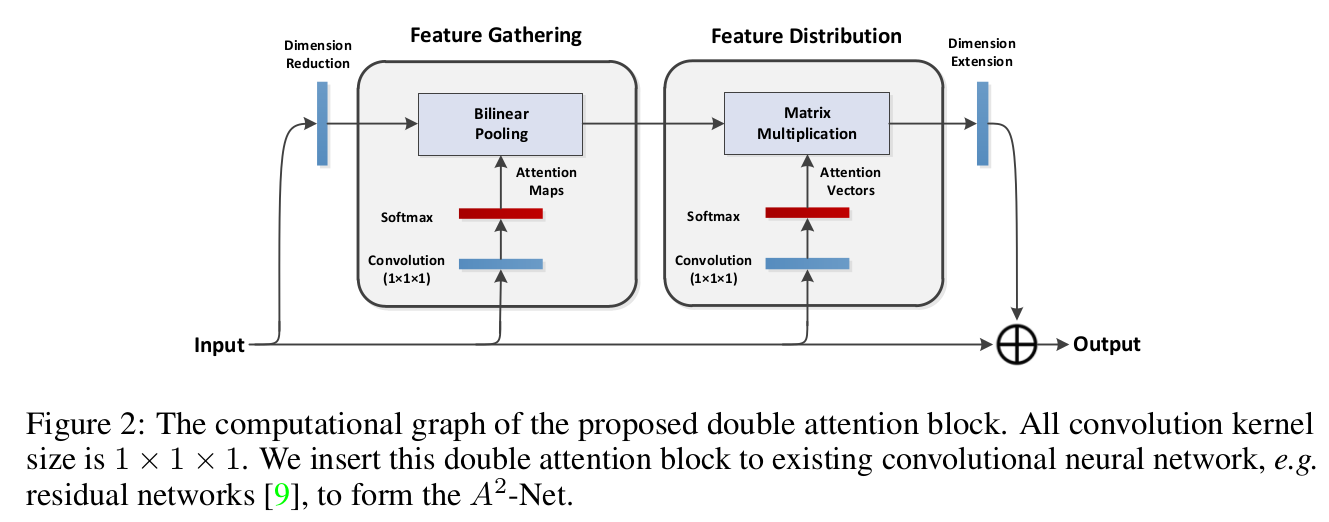 Feature Gathering
Feature Distribution
Dimension
Reduction
Dimension
Extension
Bilinear
Pooling
Matrix
Multiplication
Attention
Maps
Attention
Vectors
Softmax
Softmax
Convolution
(1×1×1)
Convolution
(1×1×1)
Input
Output
Figure 2: The computational graph of the proposed double attention block. All convolution kernel
size is 1 × 1 × 1. We insert this double attention block to existing convolutional neural network, e.g.
residual networks [9], to form the A²-Net.